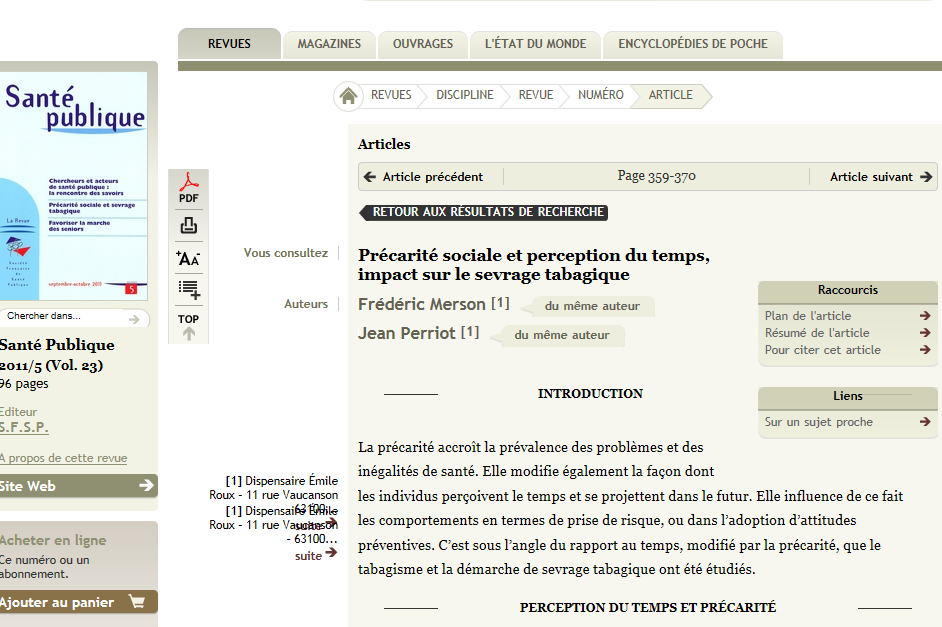 REVUES
MAGAZINES
OUVRAGES
L'ÉTAT DU MONDE
ENCYCLOPÉDIES DE POCHE
REVUES
DISCIPLINE
REVUE
NUMÉRO
ARTICLE
Santé
publique
Chercheurs et acteurs
de santé publique :
la rencontre des savoirs
Précarité sociale et sevrage
tabagique
Favoriser la marche
des seniors
La Revue
Société
Française
de
Santé
Publique
septembre-octobre 2011
5
Chercher dans...
Santé Publique
2011/5 (Vol. 23)
96 pages
Editeur
S.F.S.P.
A propos de cette revue
Site Web
Acheter en ligne
Ce numéro ou un
abonnement.
Ajouter au panier
PDF
+AA-
TOP
Articles
Article précédent
Page 359-370
Article suivant
RETOUR AUX RÉSULTATS DE RECHERCHE
Vous consultez
Précarité sociale et perception du temps,
impact sur le sevrage tabagique
Auteurs
Frédéric Merson [1]
du même auteur
Jean Perriot [1]
du même auteur
Raccourcis
Plan de l'article
Résumé de l'article
Pour citer cet article
Liens
Sur un sujet proche
INTRODUCTION
La précarité accroît la prévalence des problèmes et des
inégalités de santé. Elle modifie également la façon dont
les individus perçoivent le temps et se projettent dans le futur. Elle influence de ce fait
les comportements en termes de prise de risque, ou dans l'adoption d'attitudes
préventives. C'est sous l'angle du rapport au temps, modifié par la précarité, que le
tabagisme et la démarche de sevrage tabagique ont été étudiés.
[1] Dispensaire Émile
Roux - 11 rue Vaucanson
- 63100...
suite
[1] Dispensaire Émile
Roux - 11 rue Vaucanson
- 63100...
suite
PERCEPTION DU TEMPS ET PRÉCARITÉ